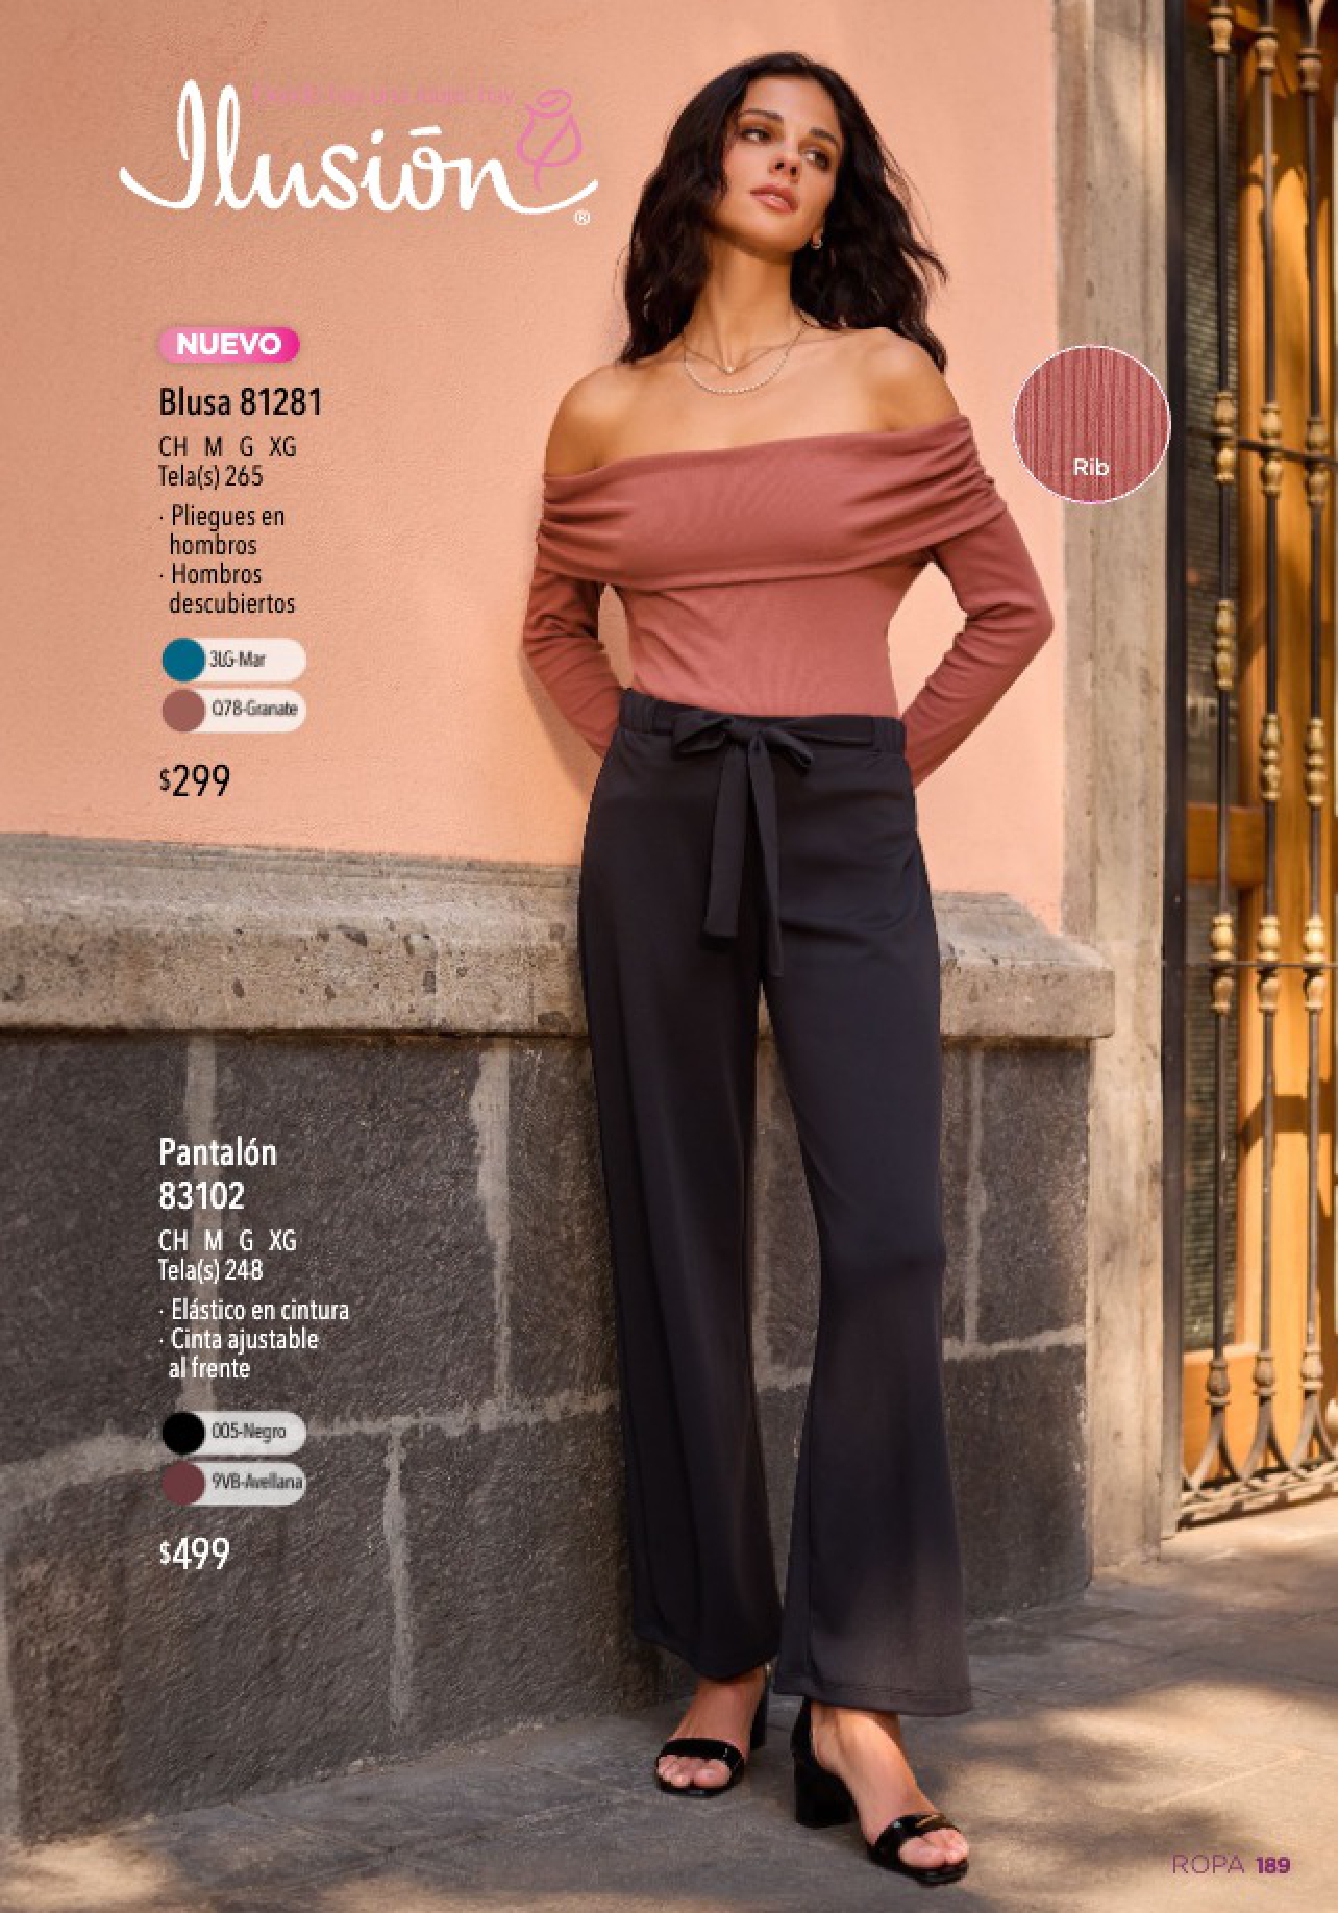 Ilusión
®
NUEVO
Blusa 81281
CH M G XG
Tela(s) 265
· Pliegues en
hombros
· Hombros
descubiertos
3LG-Mar
Q7B-Granate
$299
Rib
Pantalón
83102
CH M G XG
Tela(s) 248
· Elástico en cintura
· Cinta ajustable
al frente
005-Negro
9VB-Avellana
$499
ROPA 189